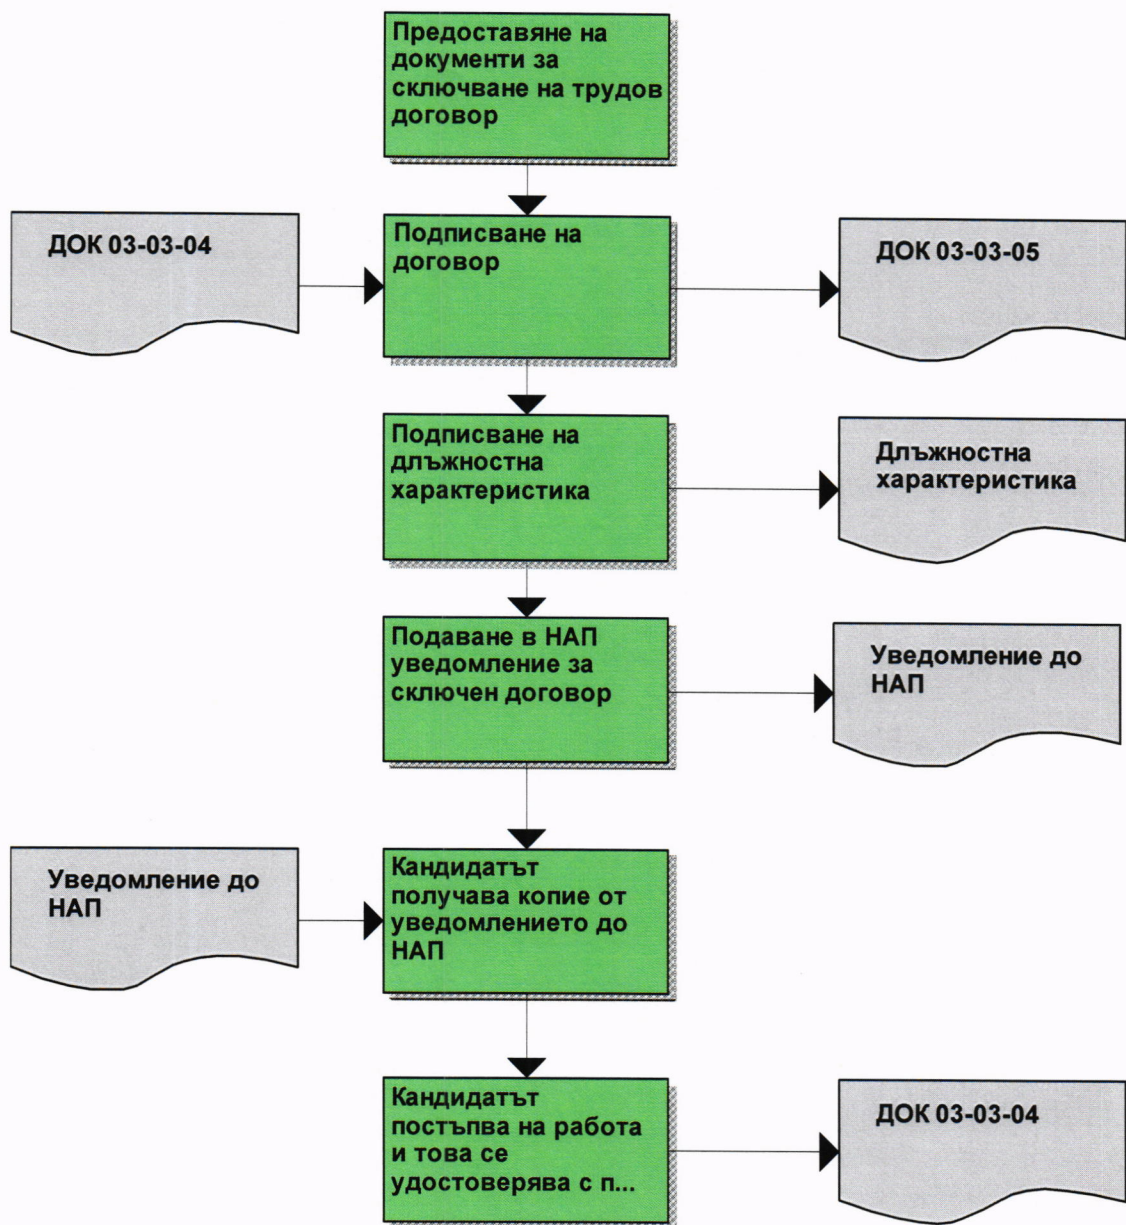 Предоставяне на
документи за
сключване на трудов
договор
ДОК 03-03-04
Подписване на
договор
ДОК 03-03-05
Подписване на
длъжностна
характеристика
Длъжностна
характеристика
Подаване в НАП
уведомление за
сключен договор
Уведомление до
НАП
Уведомление до
НАП
Кандидатът
получава копие от
уведомлението до
НАП
Кандидатът
постъпва на работа
и това се
удостоверява с п...
ДОК 03-03-04